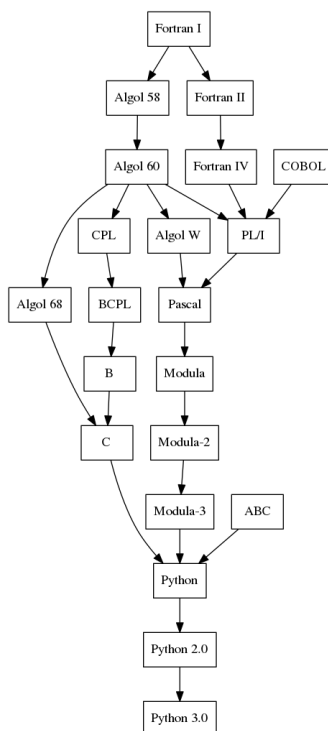 Fortran I
Algol 58
Fortran II
Algol 60
Fortran IV
COBOL
CPL
Algol W
PL/I
Algol 68
BCPL
Pascal
B
Modula
C
Modula-2
Modula-3
ABC
Python
Python 2.0
Python 3.0